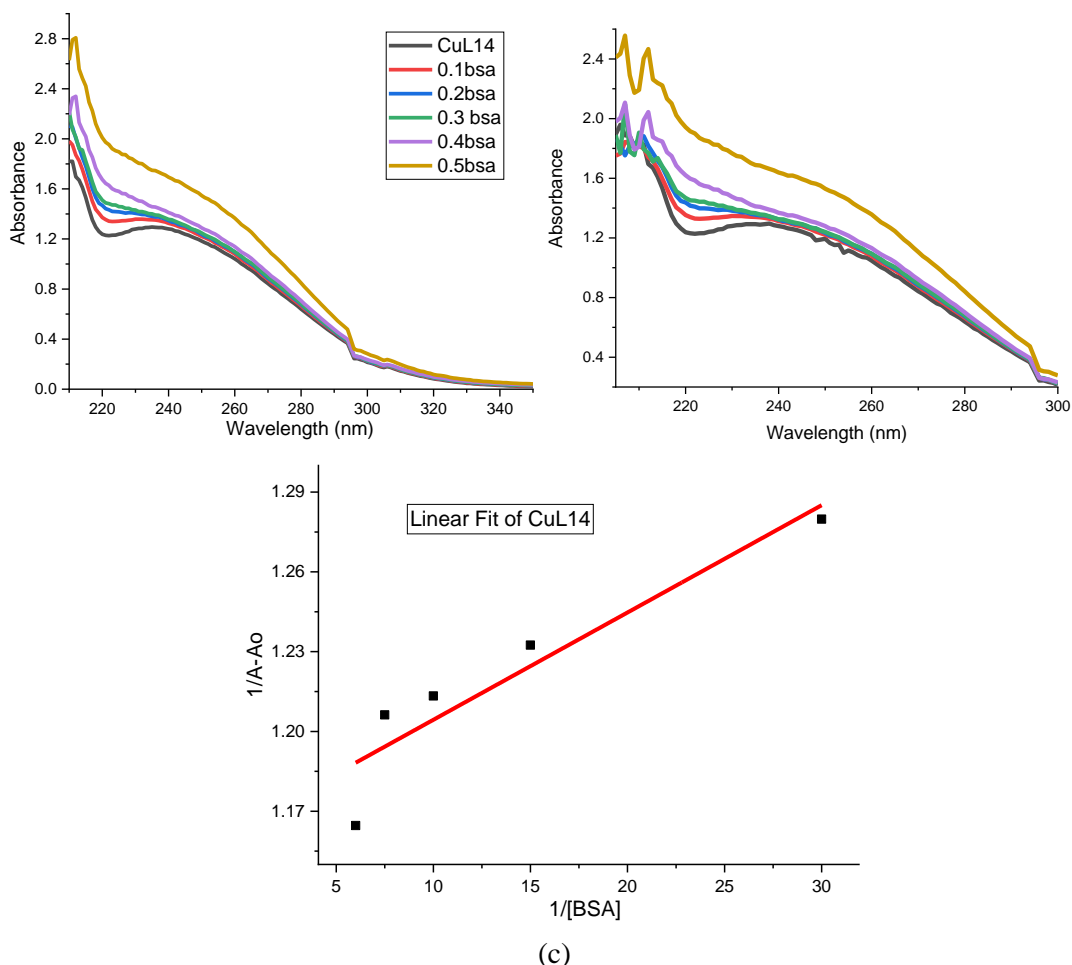 2.8
2.4
2.0
1.6
1.2
0.8
0.4
0.0
Absorbance
220 240 260 280 300 320 340
Wavelength (nm)
CuL14
0.1bsa
0.2bsa
0.3 bsa
0.4bsa
0.5bsa
2.4
2.0
1.6
1.2
0.8
0.4
Absorbance
220 240 260 280 300
Wavelength (nm)
1.29
1.26
1.23
1.20
1.17
1/A-Ao
Linear Fit of CuL14
5 10 15 20 25 30
1/[BSA]
(c)